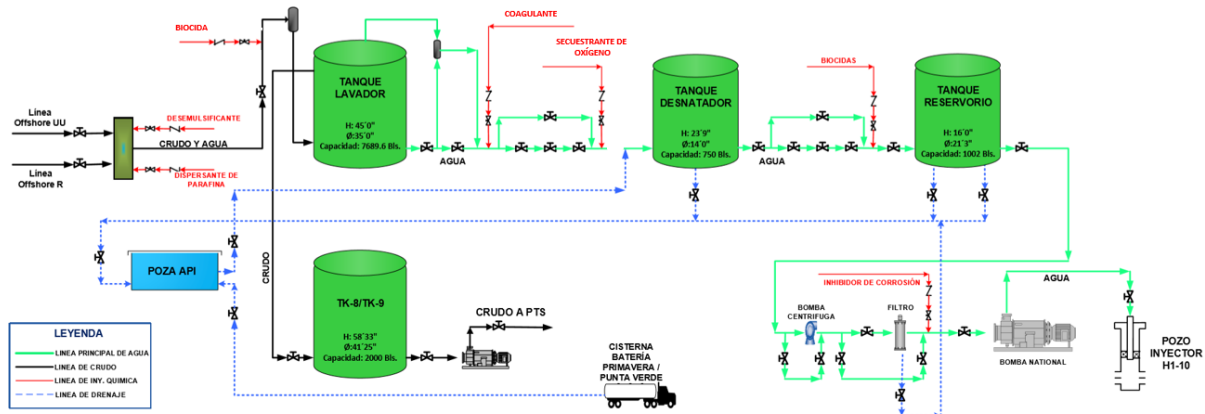 COAGULANTE
BIOCIDA
SECUESTRANTE DE
OXÍGENO
TANQUE
LAVADOR
H: 45´0"
Ø:35´0"
Capacidad: 7689.6 Bls.
BIOCIDAS
TANQUE
DESNATADOR
H: 23´9"
Ø:14´0"
Capacidad: 750 Bls.
TANQUE
RESERVORIO
H: 16´0"
Ø:21´3"
Capacidad: 1002 Bls.
Línea
Offshore UU
DESEMULSIFICANTE
CRUDO Y AGUA
Línea
Offshore R
DISPERSANTE DE
PARAFINA
AGUA
AGUA
CRUDO
POZA API
TK-8/TK-9
H: 58´33"
Ø:41´25"
Capacidad: 2000 Bls.
CRUDO A PTS
CISTERNA
BATERÍA
PRIMAVERA /
PUNTA VERDE
INHIBIDOR DE CORROSIÓN
BOMBA
CENTRIFUGA
FILTRO
AGUA
BOMBA NATIONAL
POZO
INYECTOR
H1-10
LEYENDA
LINEA PRINCIPAL DE AGUA
LINEA DE CRUDO
LINEA DE INY. QUIMICA
LINEA DE DRENAJE